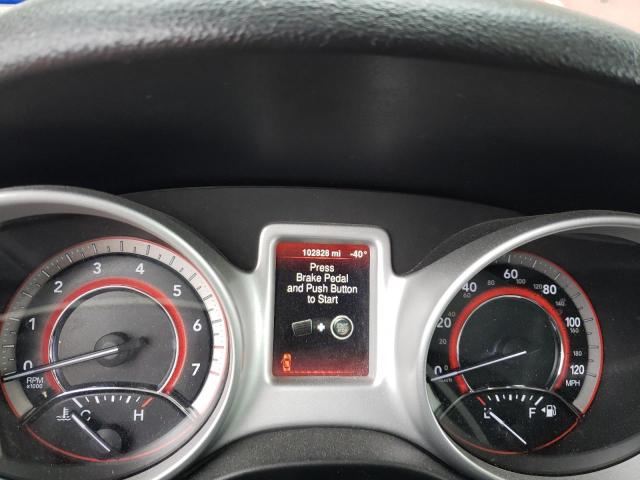 102828 mi -40°
Press
Brake Pedal
and Push Button
to Start
0 1 2 3 4 5 6 7
RPM
x1000
C H
0 20 40 60 80 100 120
MPH
F